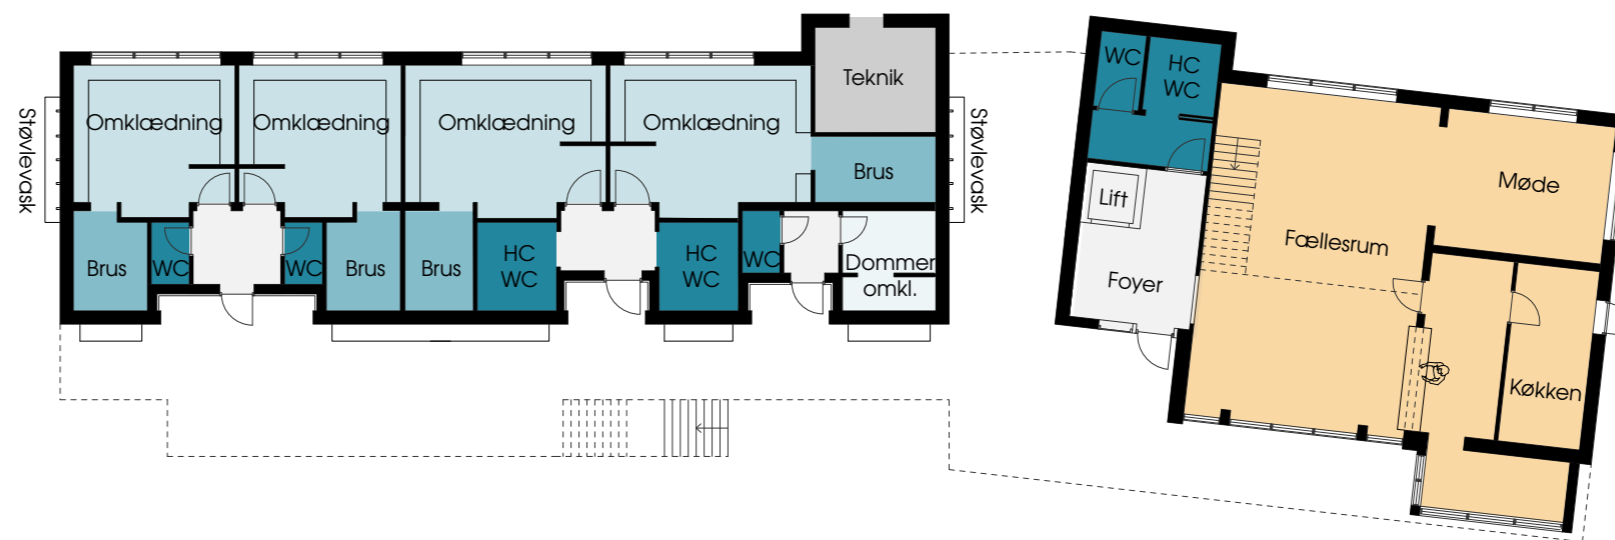 Støvlevask
Omklædning
Omklædning
Omklædning
Omklædning
Teknik
Støvlevask
Brus
Brus
WC
WC
Brus
Brus
HC
WC
HC
WC
WC
Dommer
omkl.
WC
HC
WC
Lift
Foyer
Fællesrum
Møde
Køkken